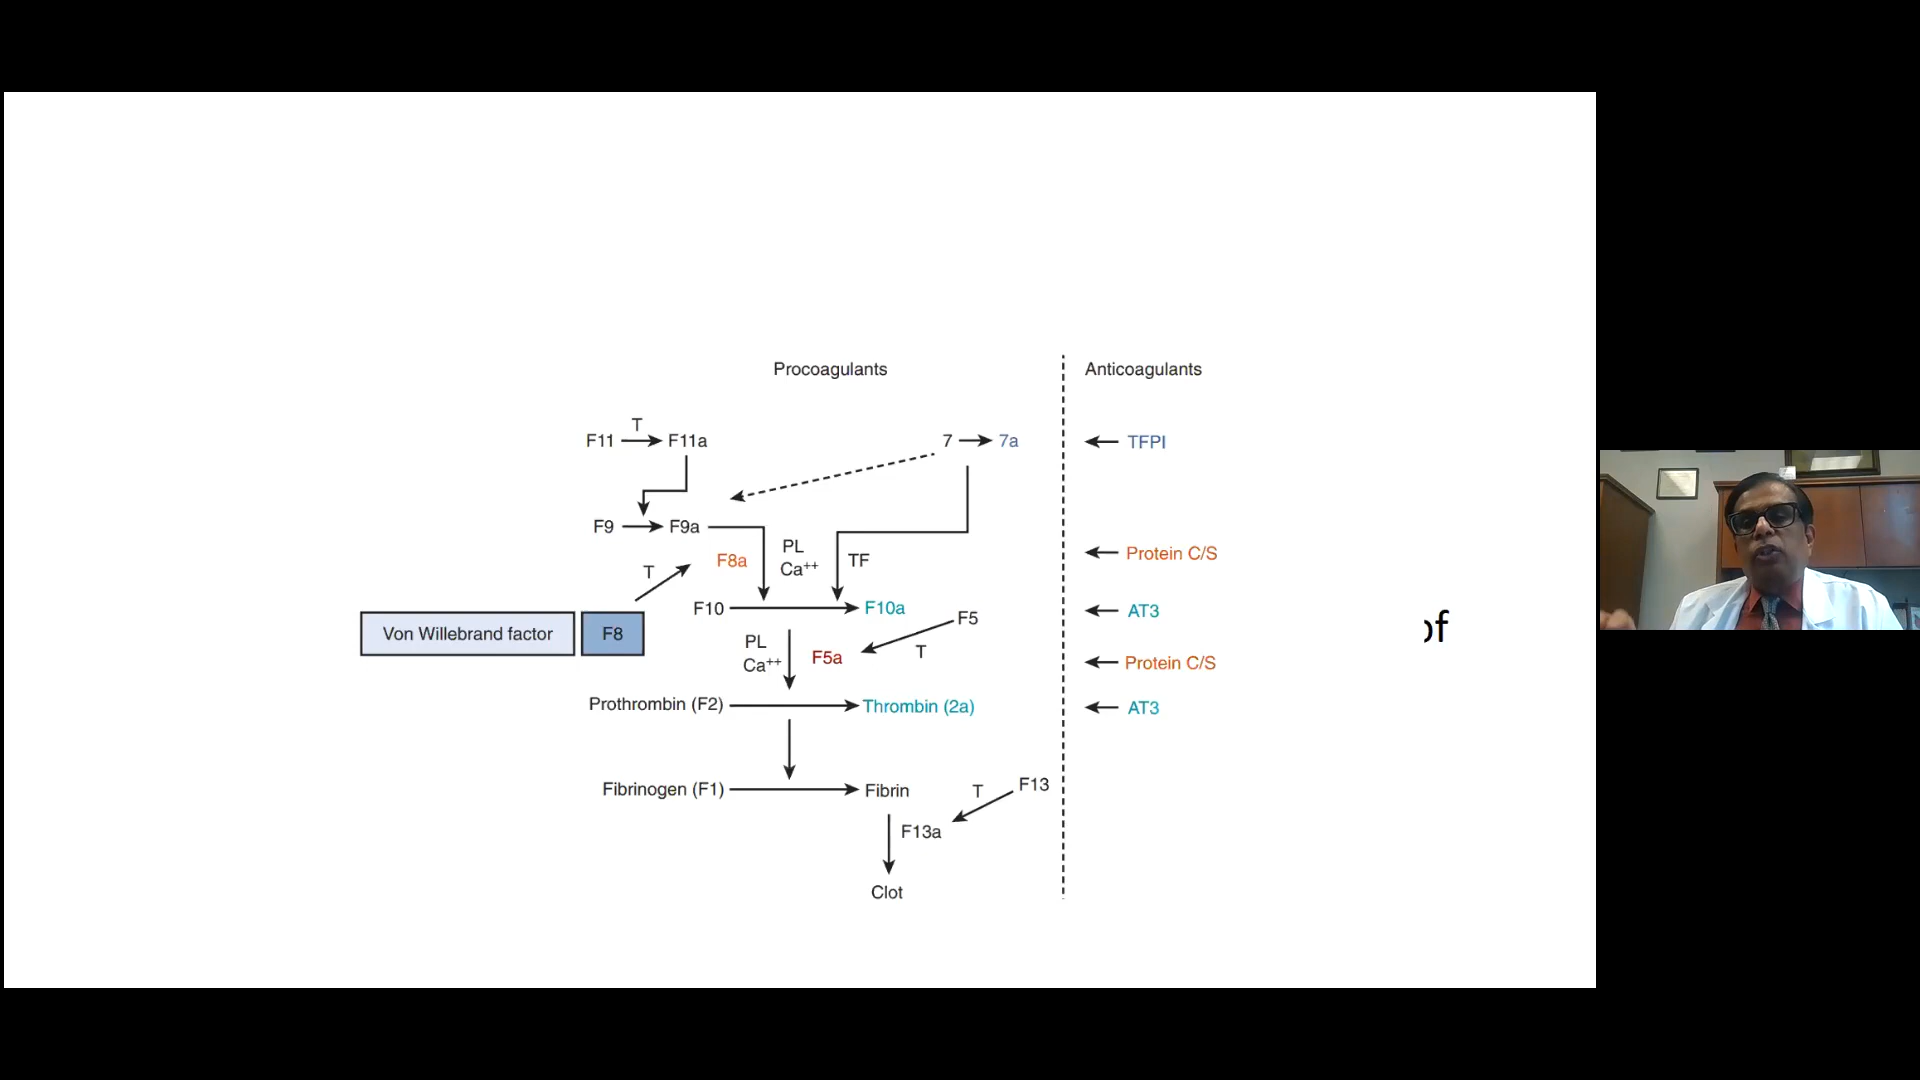 Procoagulants
Anticoagulants
T
F11
F11a
7
7a
TFPI
F9
F9a
PL
Ca++
TF
F8a
Protein C/S
T
F10
F10a
AT3
F5
Von Willebrand factor
F8
of
PL
Ca++
F5a
T
Protein C/S
Prothrombin (F2)
Thrombin (2a)
AT3
Fibrinogen (F1)
Fibrin
T
F13
F13a
Clot